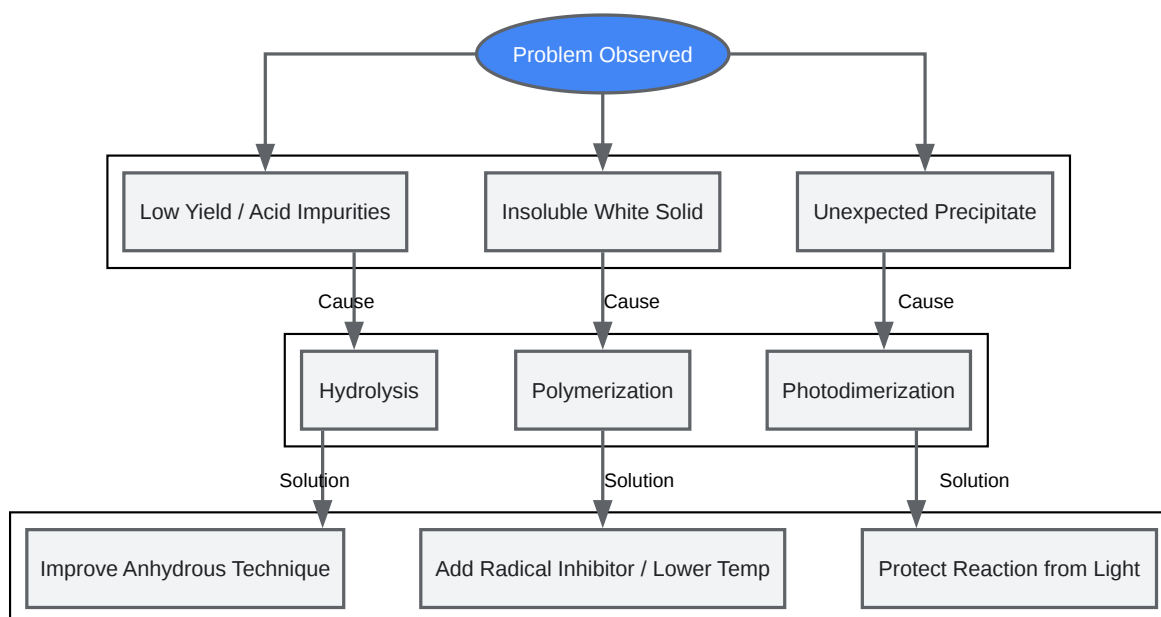 Problem Observed
Low Yield / Acid Impurities
Insoluble White Solid
Unexpected Precipitate
Cause
Cause
Cause
Hydrolysis
Polymerization
Photodimerization
Solution
Solution
Solution
Improve Anhydrous Technique
Add Radical Inhibitor / Lower Temp
Protect Reaction from Light